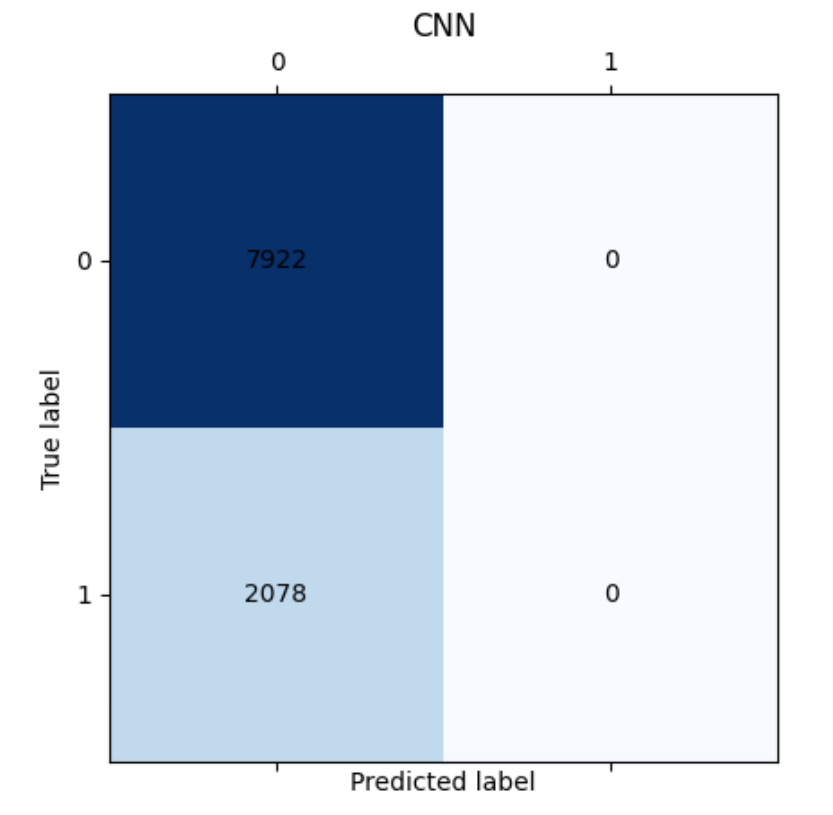 CNN
0 1
0 7922 0
True label
1 2078 0
Predicted label